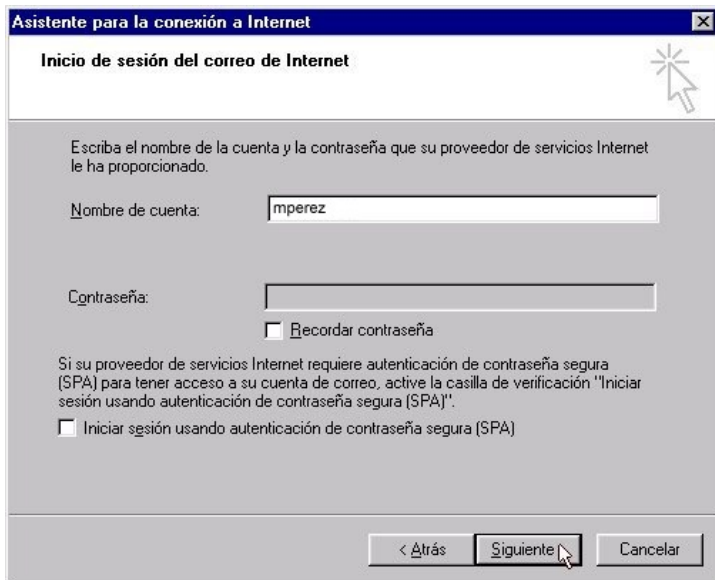 Asistente para la conexión a Internet
Inicio de sesión del correo de Internet
Escriba el nombre de la cuenta y la contraseña que su proveedor de servicios Internet
le ha proporcionado.
Nombre de cuenta: mperez
Contraseña:
Recordar contraseña
Si su proveedor de servicios Internet requiere autenticación de contraseña segura
(SPA) para tener acceso a su cuenta de correo, active la casilla de verificación "Iniciar
sesión usando autenticación de contraseña segura (SPA)".
Iniciar sesión usando autenticación de contraseña segura (SPA)
< Atrás Siguiente Cancelar